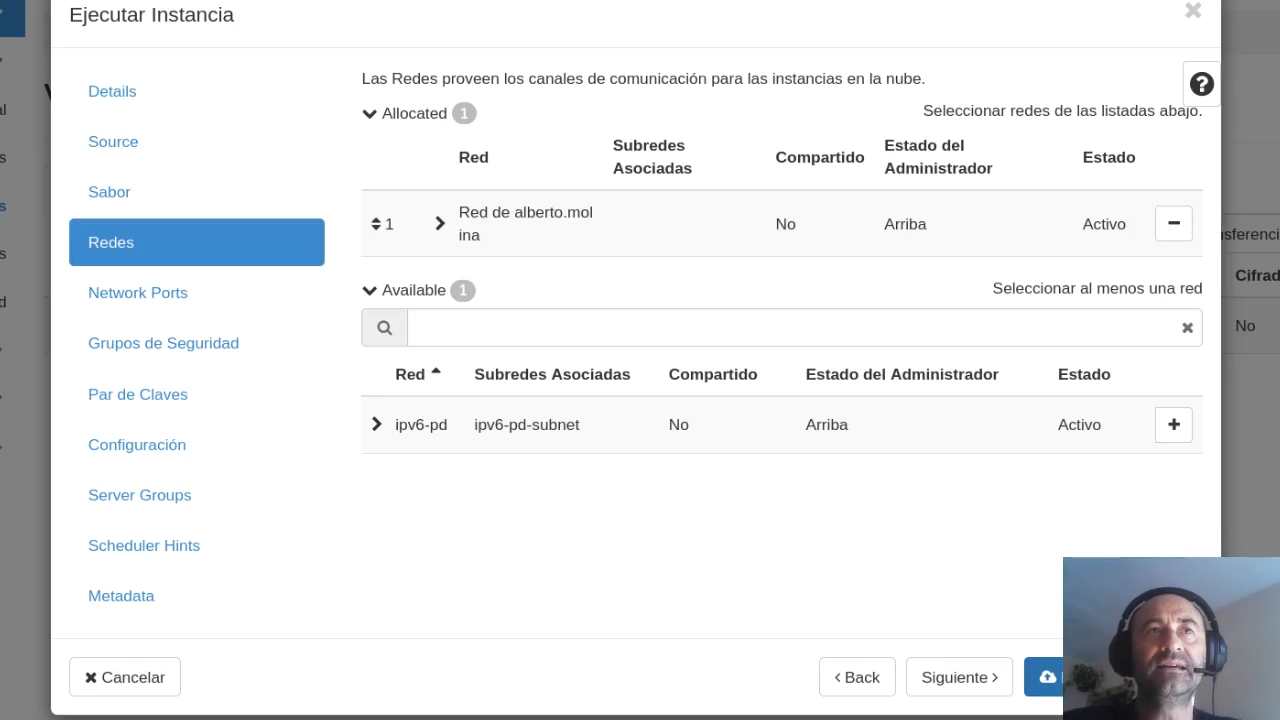 Ejecutar Instancia
Details
Source
Sabor
Redes
Network Ports
Grupos de Seguridad
Par de Claves
Configuración
Server Groups
Scheduler Hints
Metadata
Las Redes proveen los canales de comunicación para las instancias en la nube.
Allocated 1
Seleccionar redes de las listadas abajo.
Red Subredes Asociadas Compartido Estado del Administrador Estado
1 Red de alberto.mol
ina No Arriba Activo
Available 1
Seleccionar al menos una red
Red Subredes Asociadas Compartido Estado del Administrador Estado
ipv6-pd ipv6-pd-subnet No Arriba Activo
Cancelar
Back
Siguiente
No